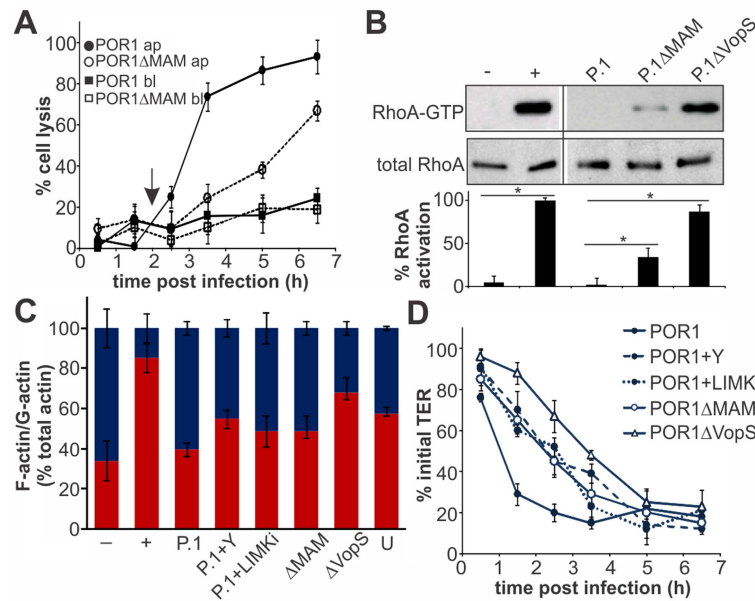 A
POR1 ap
POR1ΔMAM ap
POR1 bl
POR1ΔMAM bl
% cell lysis
100
80
60
40
20
0
0 1 2 3 4 5 6 7
time post infection (h)
B
- + P.1 P.1ΔMAM P.1ΔVopS
RhoA-GTP
total RhoA
% RhoA
activation
100
50
0
* * *
C
F-actin/G-actin
(% total actin)
100
80
60
40
20
0
– + P.1 P.1+Y P.1+LIMKi ΔMAM ΔVopS U
D
POR1
POR1+Y
POR1+LIMKi
POR1ΔMAM
POR1ΔVopS
% initial TER
100
80
60
40
20
0 1 2 3 4 5 6 7
time post infection (h)